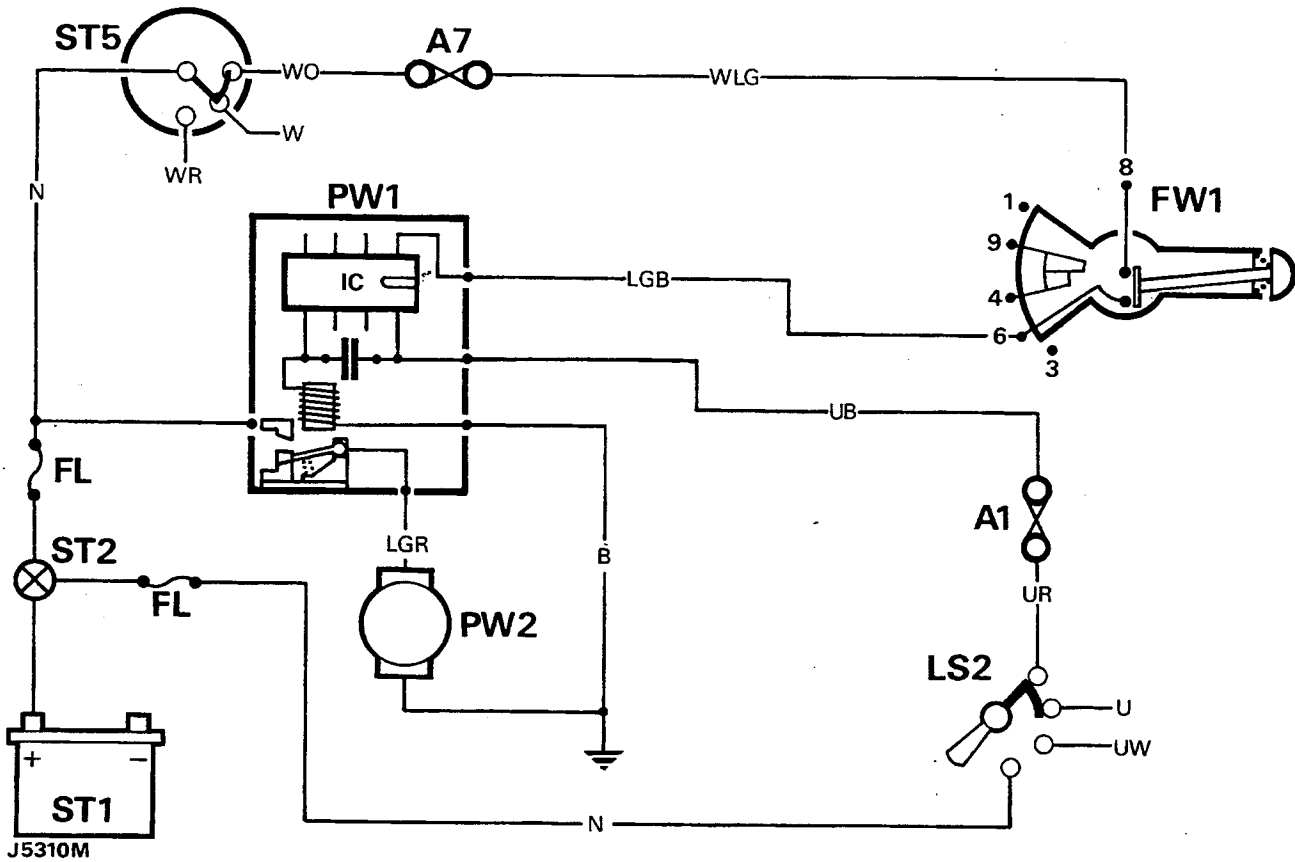 ST5
WO
A7
WLG
W
WR
N
PW1
8
FW1
1
9
4
6
3
IC
LGB
UB
FL
A1
LGR
B
ST2
FL
PW2
UR
LS2
U
UW
+
−
ST1
N
J5310M